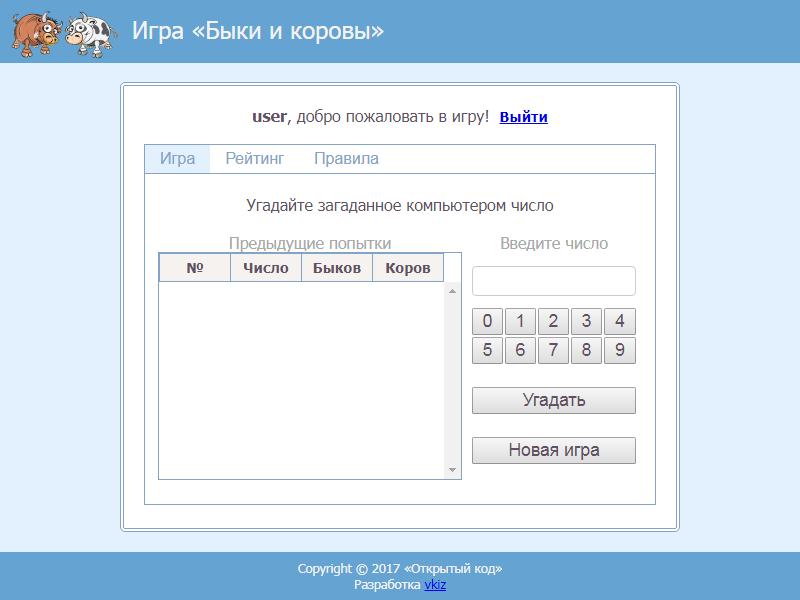 Игра «Быки и коровы»
user, добро пожаловать в игру! Выйти
Игра Рейтинг Правила
Угадайте загаданное компьютером число
Предыдущие попытки Введите число
№ Число Быков Коров
0 1 2 3 4
5 6 7 8 9
Угадать
Новая игра
Copyright © 2017 «Открытый код»
Разработка vkiz